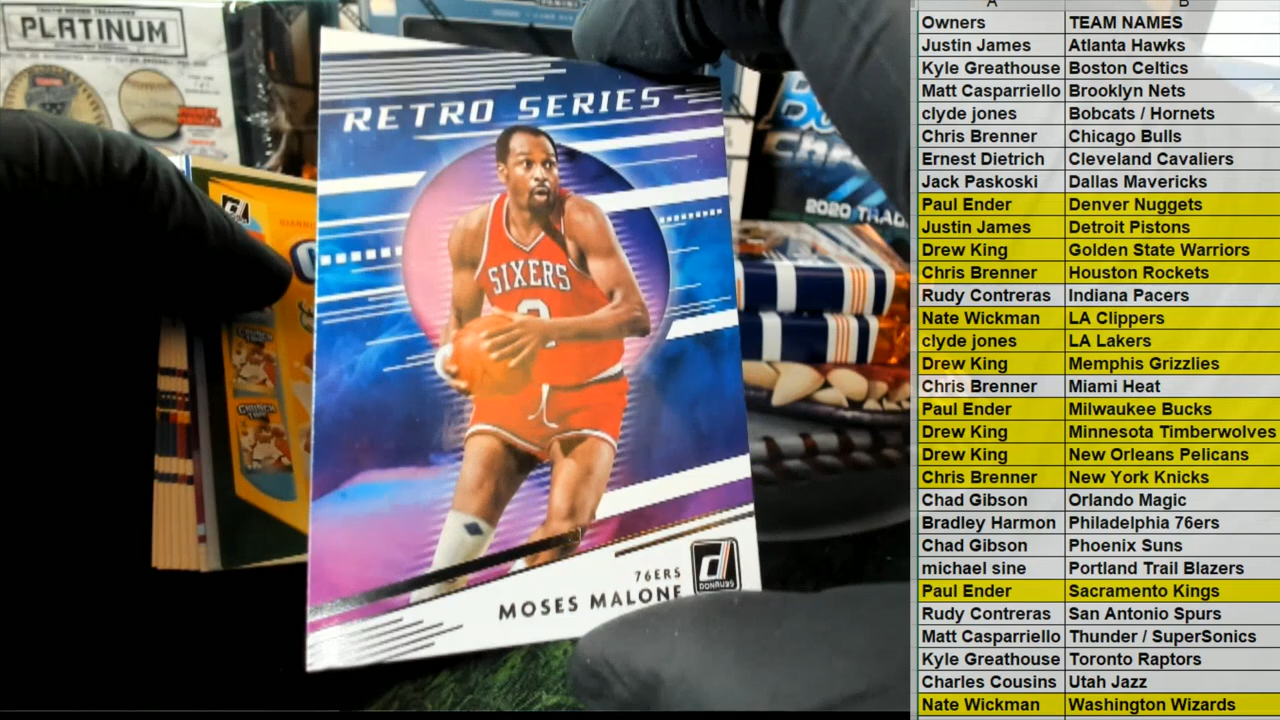 PLATINUM
RETRO SERIES
SIXERS
2
76ERS
MOSES MALONE
DONRUSS
GIANNIS
CRUNCH
CRUNCH
2020 TRAD
A B
Owners TEAM NAMES
Justin James Atlanta Hawks
Kyle Greathouse Boston Celtics
Matt Casparriello Brooklyn Nets
clyde jones Bobcats / Hornets
Chris Brenner Chicago Bulls
Ernest Dietrich Cleveland Cavaliers
Jack Paskoski Dallas Mavericks
Paul Ender Denver Nuggets
Justin James Detroit Pistons
Drew King Golden State Warriors
Chris Brenner Houston Rockets
Rudy Contreras Indiana Pacers
Nate Wickman LA Clippers
clyde jones LA Lakers
Drew King Memphis Grizzlies
Chris Brenner Miami Heat
Paul Ender Milwaukee Bucks
Drew King Minnesota Timberwolves
Drew King New Orleans Pelicans
Chris Brenner New York Knicks
Chad Gibson Orlando Magic
Bradley Harmon Philadelphia 76ers
Chad Gibson Phoenix Suns
michael sine Portland Trail Blazers
Paul Ender Sacramento Kings
Rudy Contreras San Antonio Spurs
Matt Casparriello Thunder / SuperSonics
Kyle Greathouse Toronto Raptors
Charles Cousins Utah Jazz
Nate Wickman Washington Wizards